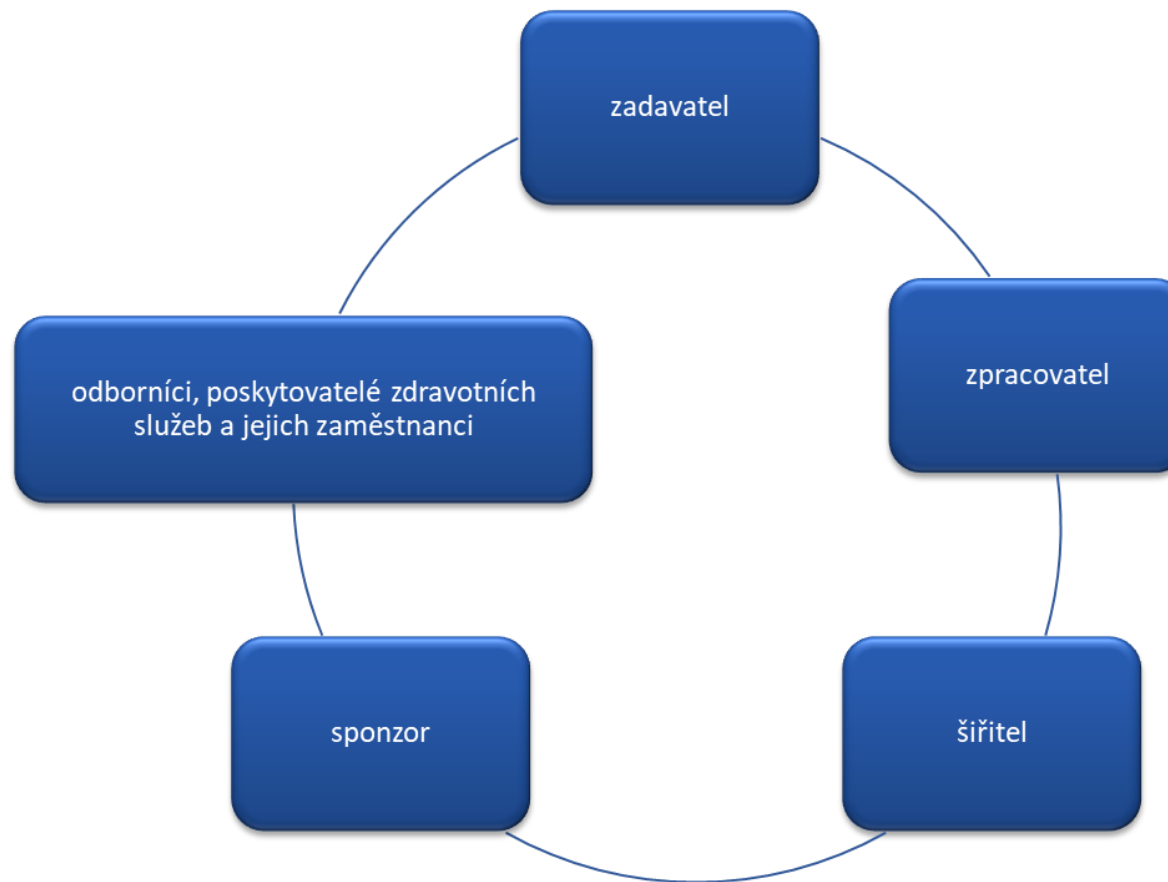 zadavatel
zpracovatel
odborníci, poskytovatelé zdravotních
služeb a jejich zaměstnanci
sponzor
šiřitel